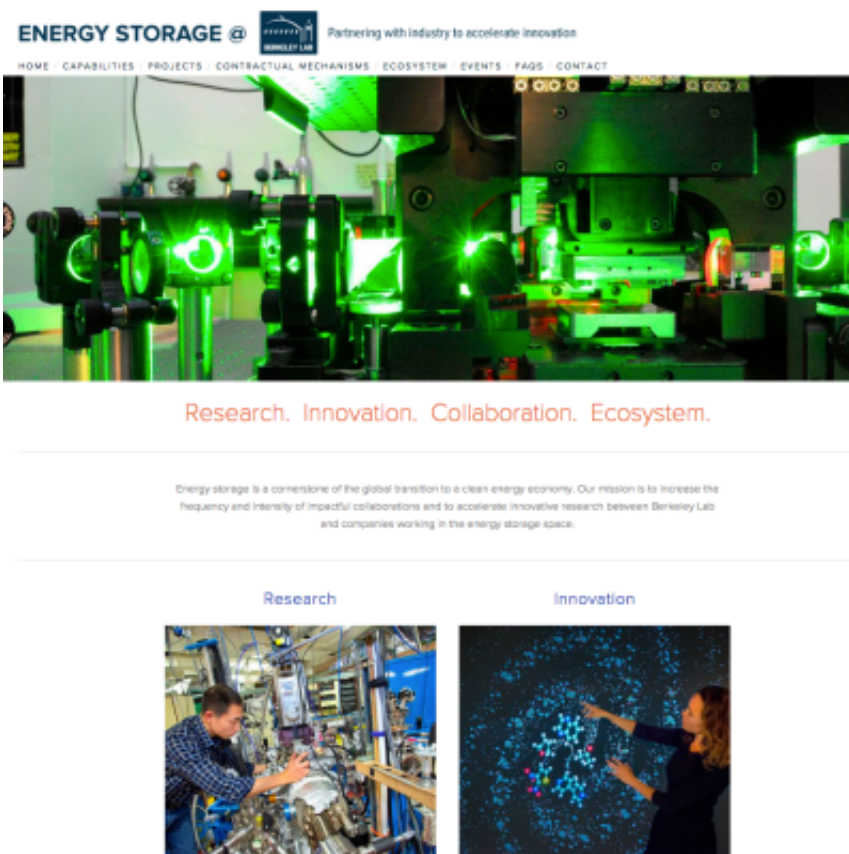 ENERGY STORAGE @
BERKELEY LAB
Partnering with industry to accelerate innovation
HOME / CAPABILITIES / PROJECTS / CONTRACTUAL MECHANISMS / ECOSYSTEM / EVENTS / FAQS / CONTACT
Research. Innovation. Collaboration. Ecosystem.
Energy storage is a cornerstone of the global transition to a clean energy economy. Our mission is to increase the
frequency and intensity of impactful collaborations and to accelerate innovative research between Berkeley Lab
and companies working in the energy storage space.
Research
Innovation